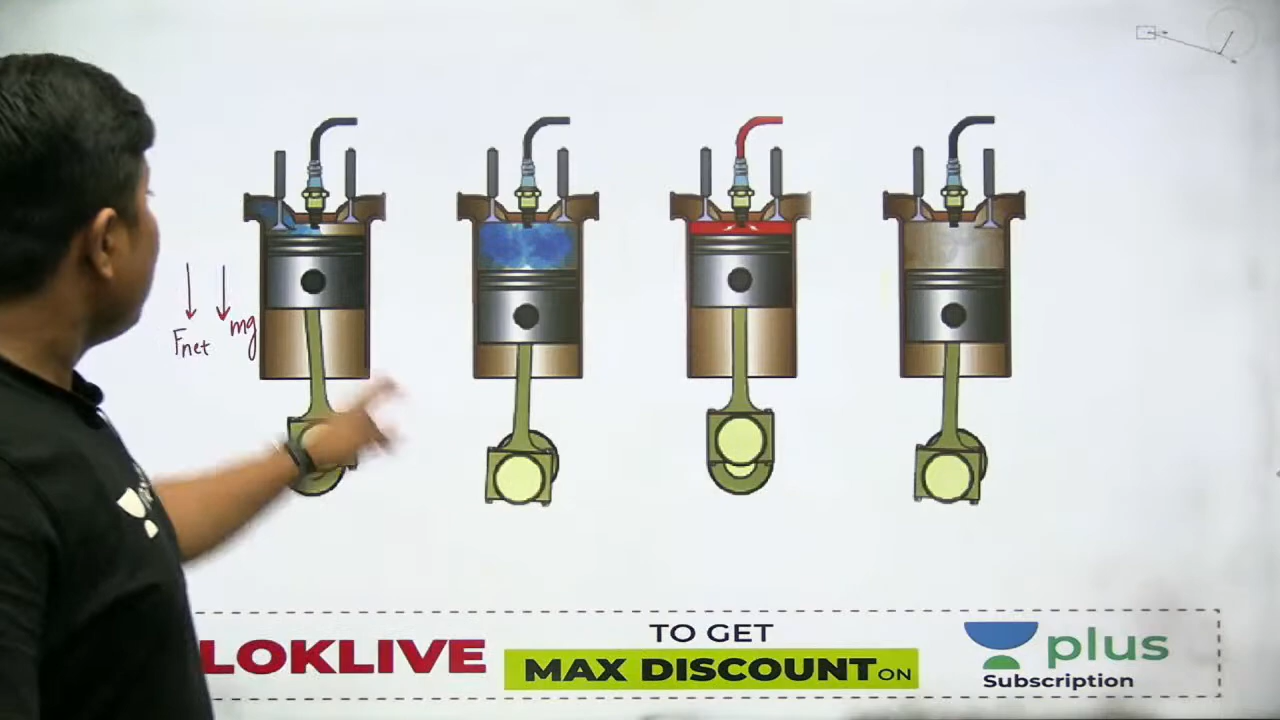 Fnet
mg
LOKLIVE
TO GET
MAX DISCOUNT ON
plus
Subscription